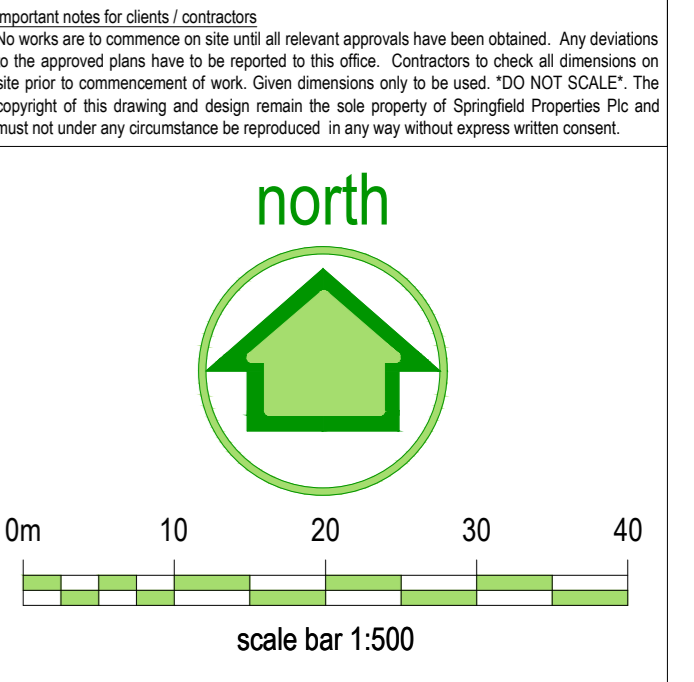 Important notes for clients / contractors
No works are to commence on site until all relevant approvals have been obtained. Any deviations
to the approved plans have to be reported to this office. Contractors to check all dimensions on
site prior to commencement of work. Given dimensions only to be used. *DO NOT SCALE*. The
copyright of this drawing and design remain the sole property of Springfield Properties Plc and
must not under any circumstance be reproduced in any way without express written consent.
north
0m 10 20 30 40
scale bar 1:500